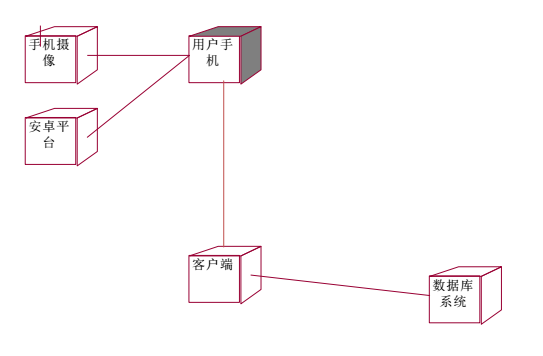 手机摄
像
用户手
机
安卓平
台
客户端
数据库
系统